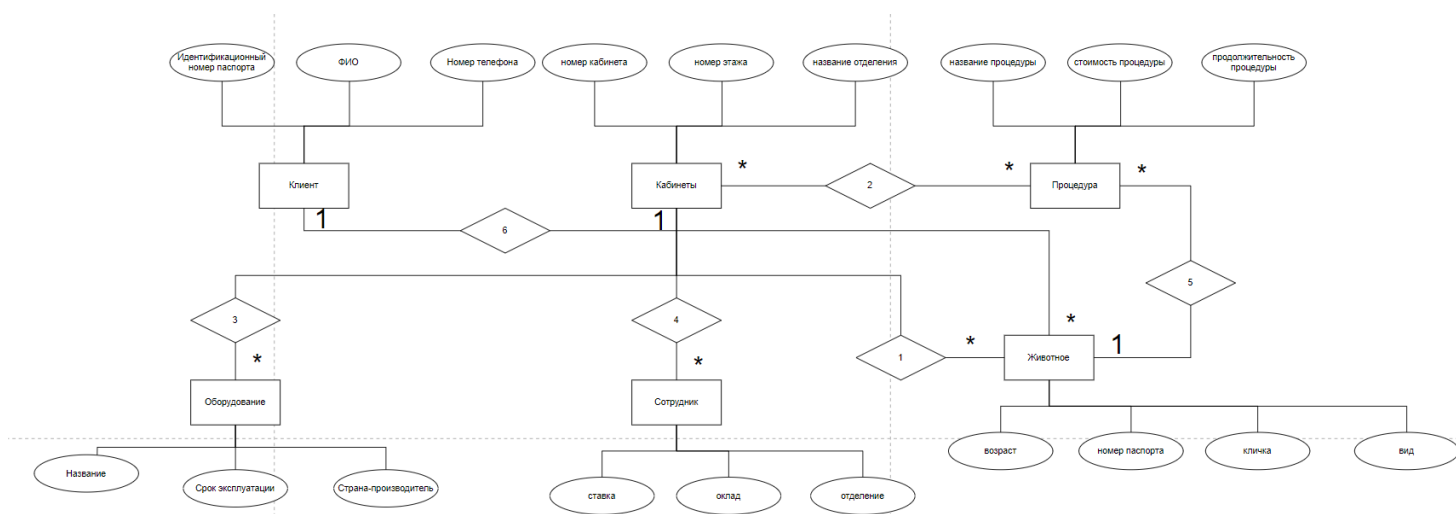 Идентификационный
номер паспорта
ФИО
Номер телефона
номер кабинета
номер этажа
название отделения
название процедуры
стоимость процедуры
продолжительность
процедуры
Клиент
Кабинеты
*
2
*
Процедура
*
1
6
1
5
3
4
1
*
*
*
*
Животное
1
Оборудование
Сотрудник
возраст
номер паспорта
кличка
вид
Название
Срок эксплуатации
Страна-производитель
ставка
оклад
отделение